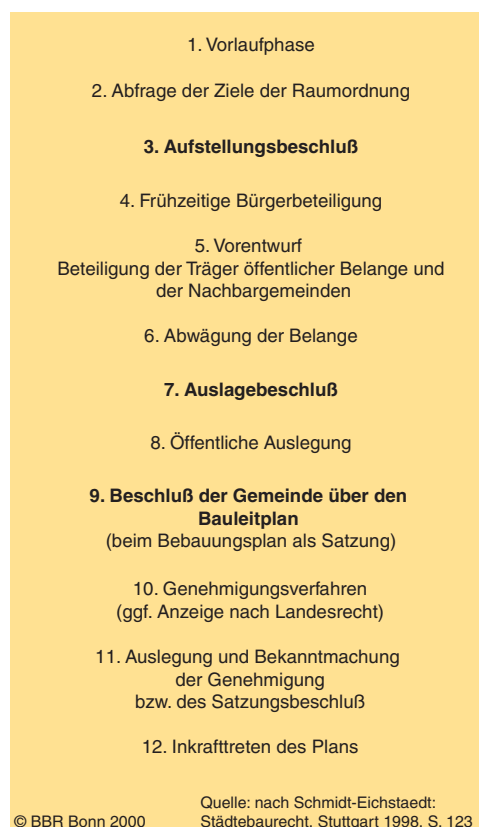 1. Vorlaufphase
2. Abfrage der Ziele der Raumordnung
3. Aufstellungsbeschluß
4. Frühzeitige Bürgerbeteiligung
5. Vorentwurf
Beteiligung der Träger öffentlicher Belange und
der Nachbargemeinden
6. Abwägung der Belange
7. Auslagebeschluß
8. Öffentliche Auslegung
9. Beschluß der Gemeinde über den
Bauleitplan
(beim Bebauungsplan als Satzung)
10. Genehmigungsverfahren
(ggf. Anzeige nach Landesrecht)
11. Auslegung und Bekanntmachung
der Genehmigung
bzw. des Satzungsbeschluß
12. Inkrafttreten des Plans
Quelle: nach Schmidt-Eichstaedt:
© BBR Bonn 2000 Städtebaurecht, Stuttgart 1998, S. 123